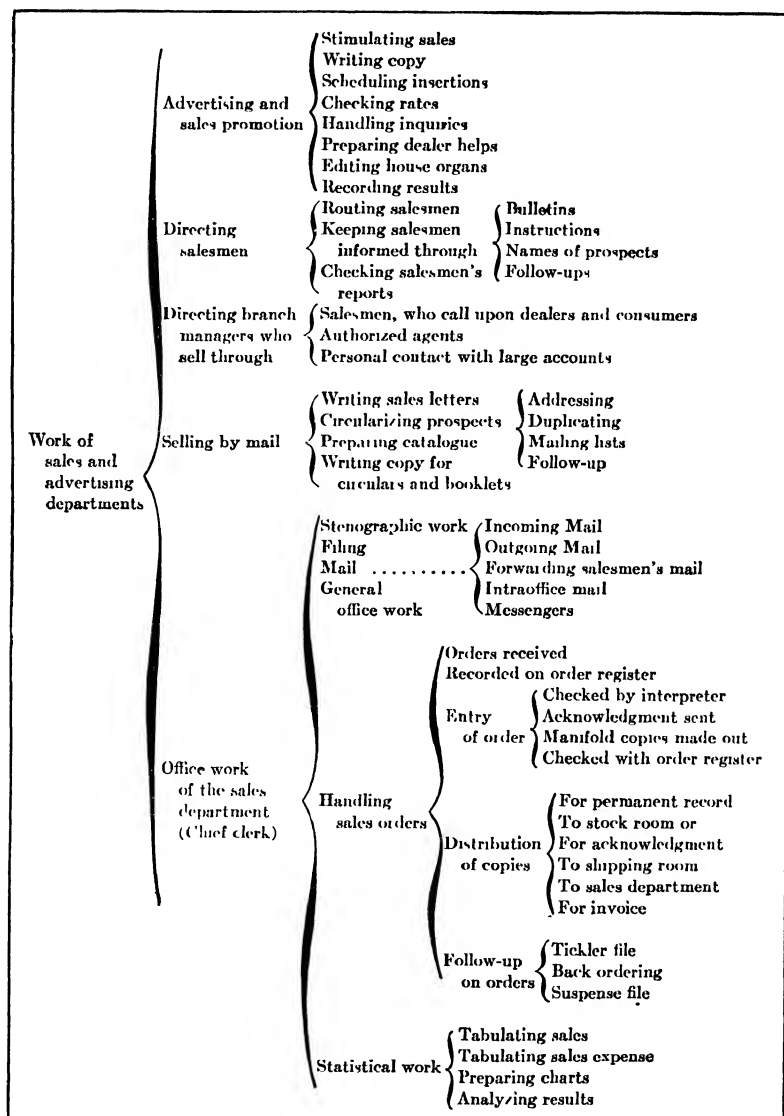 Work of
sales and
advertising
departments
Advertising and
sales promotion
Stimulating sales
Writing copy
Scheduling insertions
Checking rates
Handling inquiries
Preparing dealer helps
Editing house organs
Recording results
Directing
salesmen
Routing salesmen
Keeping salesmen
informed through
Checking salesmen's
reports
Bulletins
Instructions
Names of prospects
Follow-ups
Directing branch
managers who
sell through
Salesmen, who call upon dealers and consumers
Authorized agents
Personal contact with large accounts
Selling by mail
Writing sales letters
Circularizing prospects
Preparing catalogue
Writing copy for
circulars and booklets
Addressing
Duplicating
Mailing lists
Follow-up
Office work
of the sales
department
(Chief clerk)
Stenographic work
Filing
Mail ..........
General
office work
Incoming Mail
Outgoing Mail
Forwarding salesmen's mail
Intraoffice mail
Messengers
Handling
sales orders
Orders received
Recorded on order register
Entry
of order
Checked by interpreter
Acknowledgment sent
Manifold copies made out
Checked with order register
Distribution
of copies
For permanent record
To stock room or
For acknowledgment
To shipping room
To sales department
For invoice
Follow-up
on orders
Tickler file
Back ordering
Suspense file
Statistical work
Tabulating sales
Tabulating sales expense
Preparing charts
Analyzing results